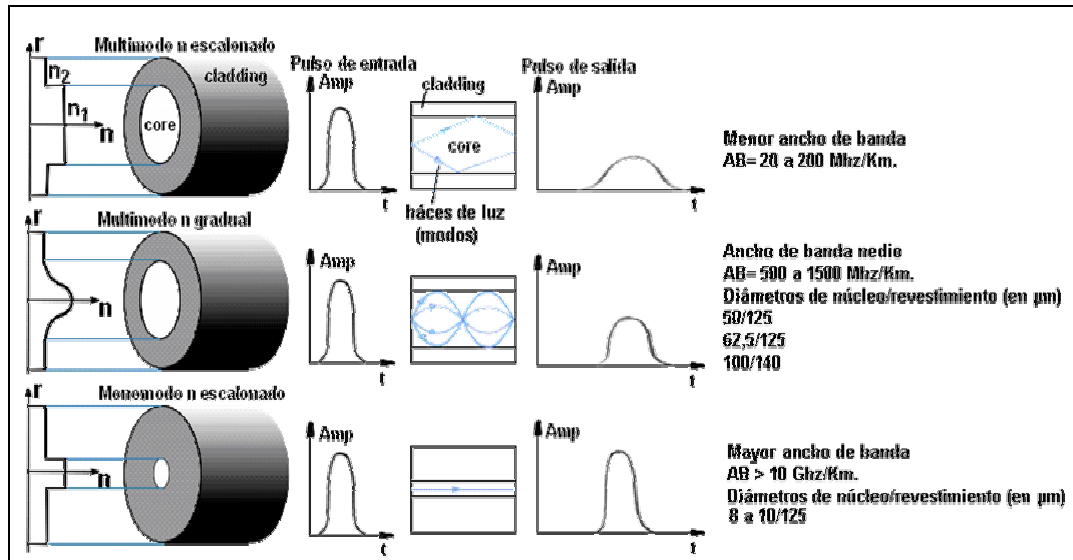 r
Multimodo n escalonado
n2
cladding
n1
n
core
Pulso de entrada
Amp
t
cladding
core
háces de luz
(modos)
Pulso de salida
Amp
t
Menor ancho de banda
AB= 20 a 200 Mhz/Km.
r
Multimodo n gradual
n
Amp
t
Amp
t
Ancho de banda medio
AB= 500 a 1500 Mhz/Km.
Diámetros de núcleo/revestimiento (en µm)
50/125
62,5/125
100/140
r
Monomodo n escalonado
n
Amp
t
Amp
t
Mayor ancho de banda
AB > 10 Ghz/Km.
Diámetros de núcleo/revestimiento (en µm)
8 a 10/125